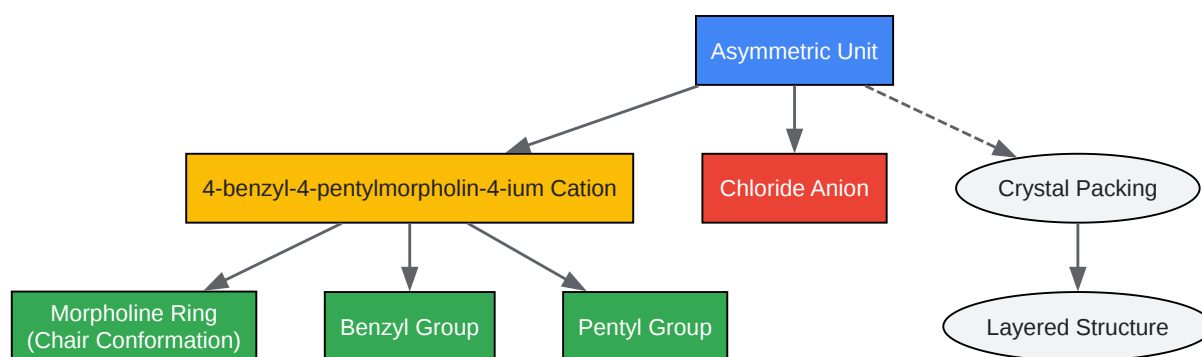 Asymmetric Unit
4-benzyl-4-pentylmorpholin-4-ium Cation
Chloride Anion
Crystal Packing
Morpholine Ring
(Chair Conformation)
Benzyl Group
Pentyl Group
Layered Structure